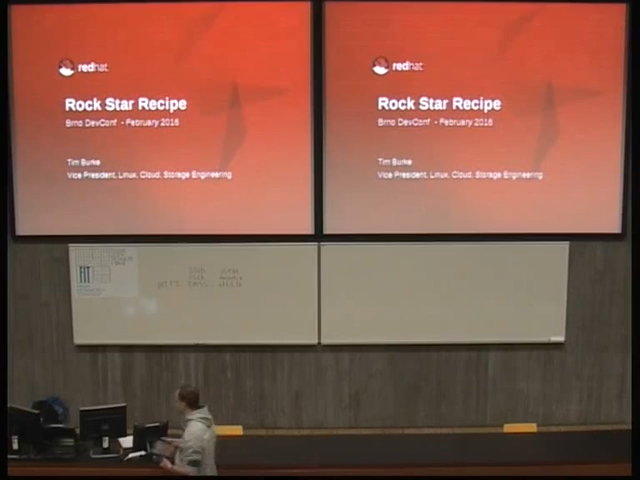 redhat
Rock Star Recipe
Brno DevConf - February 2016
Tim Burke
Vice President, Linux, Cloud, Storage Engineering
redhat
Rock Star Recipe
Brno DevConf - February 2016
Tim Burke
Vice President, Linux, Cloud, Storage Engineering
FIT